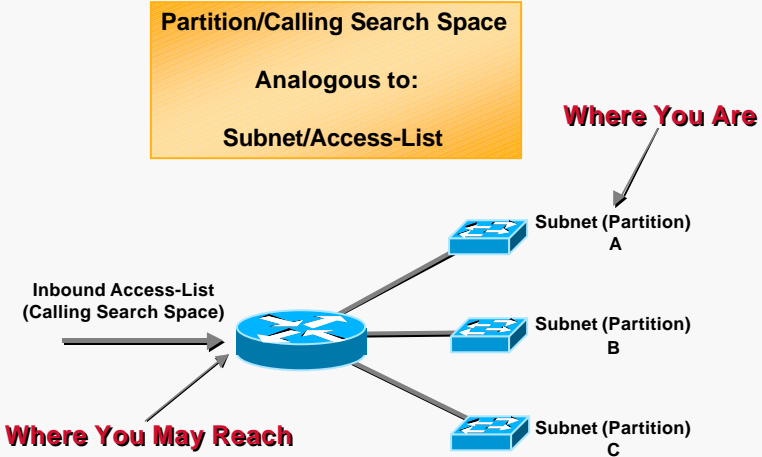 Partition/Calling Search Space
Analogous to:
Subnet/Access-List
Where You Are
Subnet (Partition)
A
Inbound Access-List
(Calling Search Space)
Subnet (Partition)
B
Where You May Reach
Subnet (Partition)
C